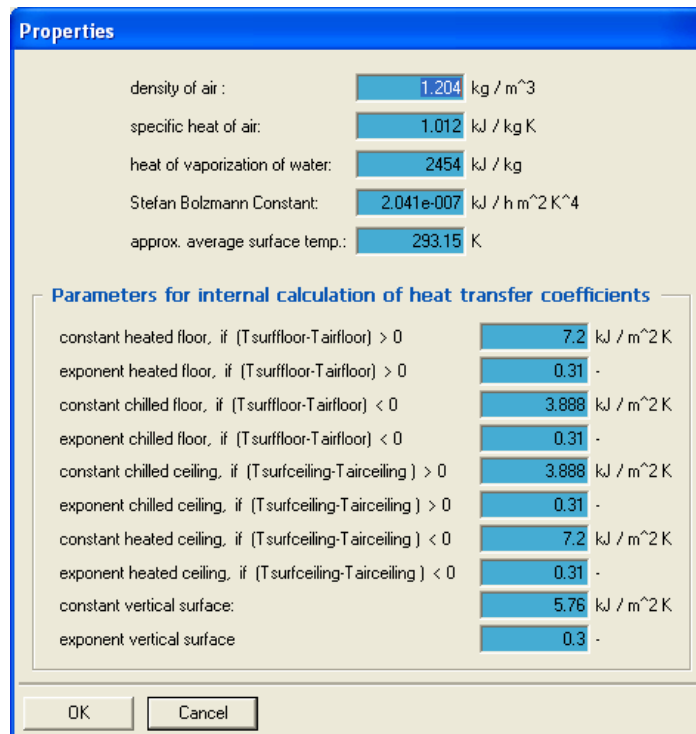 Properties
density of air : 1.204 kg / m^3
specific heat of air: 1.012 kJ / kg K
heat of vaporization of water: 2454 kJ / kg
Stefan Bolzmann Constant: 2.041e-007 kJ / h m^2 K^4
approx. average surface temp.: 293.15 K
Parameters for internal calculation of heat transfer coefficients
constant heated floor, if (Tsurffloor-Tairfloor) > 0 7.2 kJ / m^2 K
exponent heated floor, if (Tsurffloor-Tairfloor) > 0 0.31 -
constant chilled floor, if (Tsurffloor-Tairfloor) < 0 3.888 kJ / m^2 K
exponent chilled floor, if (Tsurffloor-Tairfloor) < 0 0.31 -
constant chilled ceiling, if (Tsurfceiling-Tairceiling ) > 0 3.888 kJ / m^2 K
exponent chilled ceiling, if (Tsurfceiling-Tairceiling ) > 0 0.31 -
constant heated ceiling, if (Tsurfceiling-Tairceiling ) < 0 7.2 kJ / m^2 K
exponent heated ceiling, if (Tsurfceiling-Tairceiling ) < 0 0.31 -
constant vertical surface: 5.76 kJ / m^2 K
exponent vertical surface 0.3 -
OK Cancel